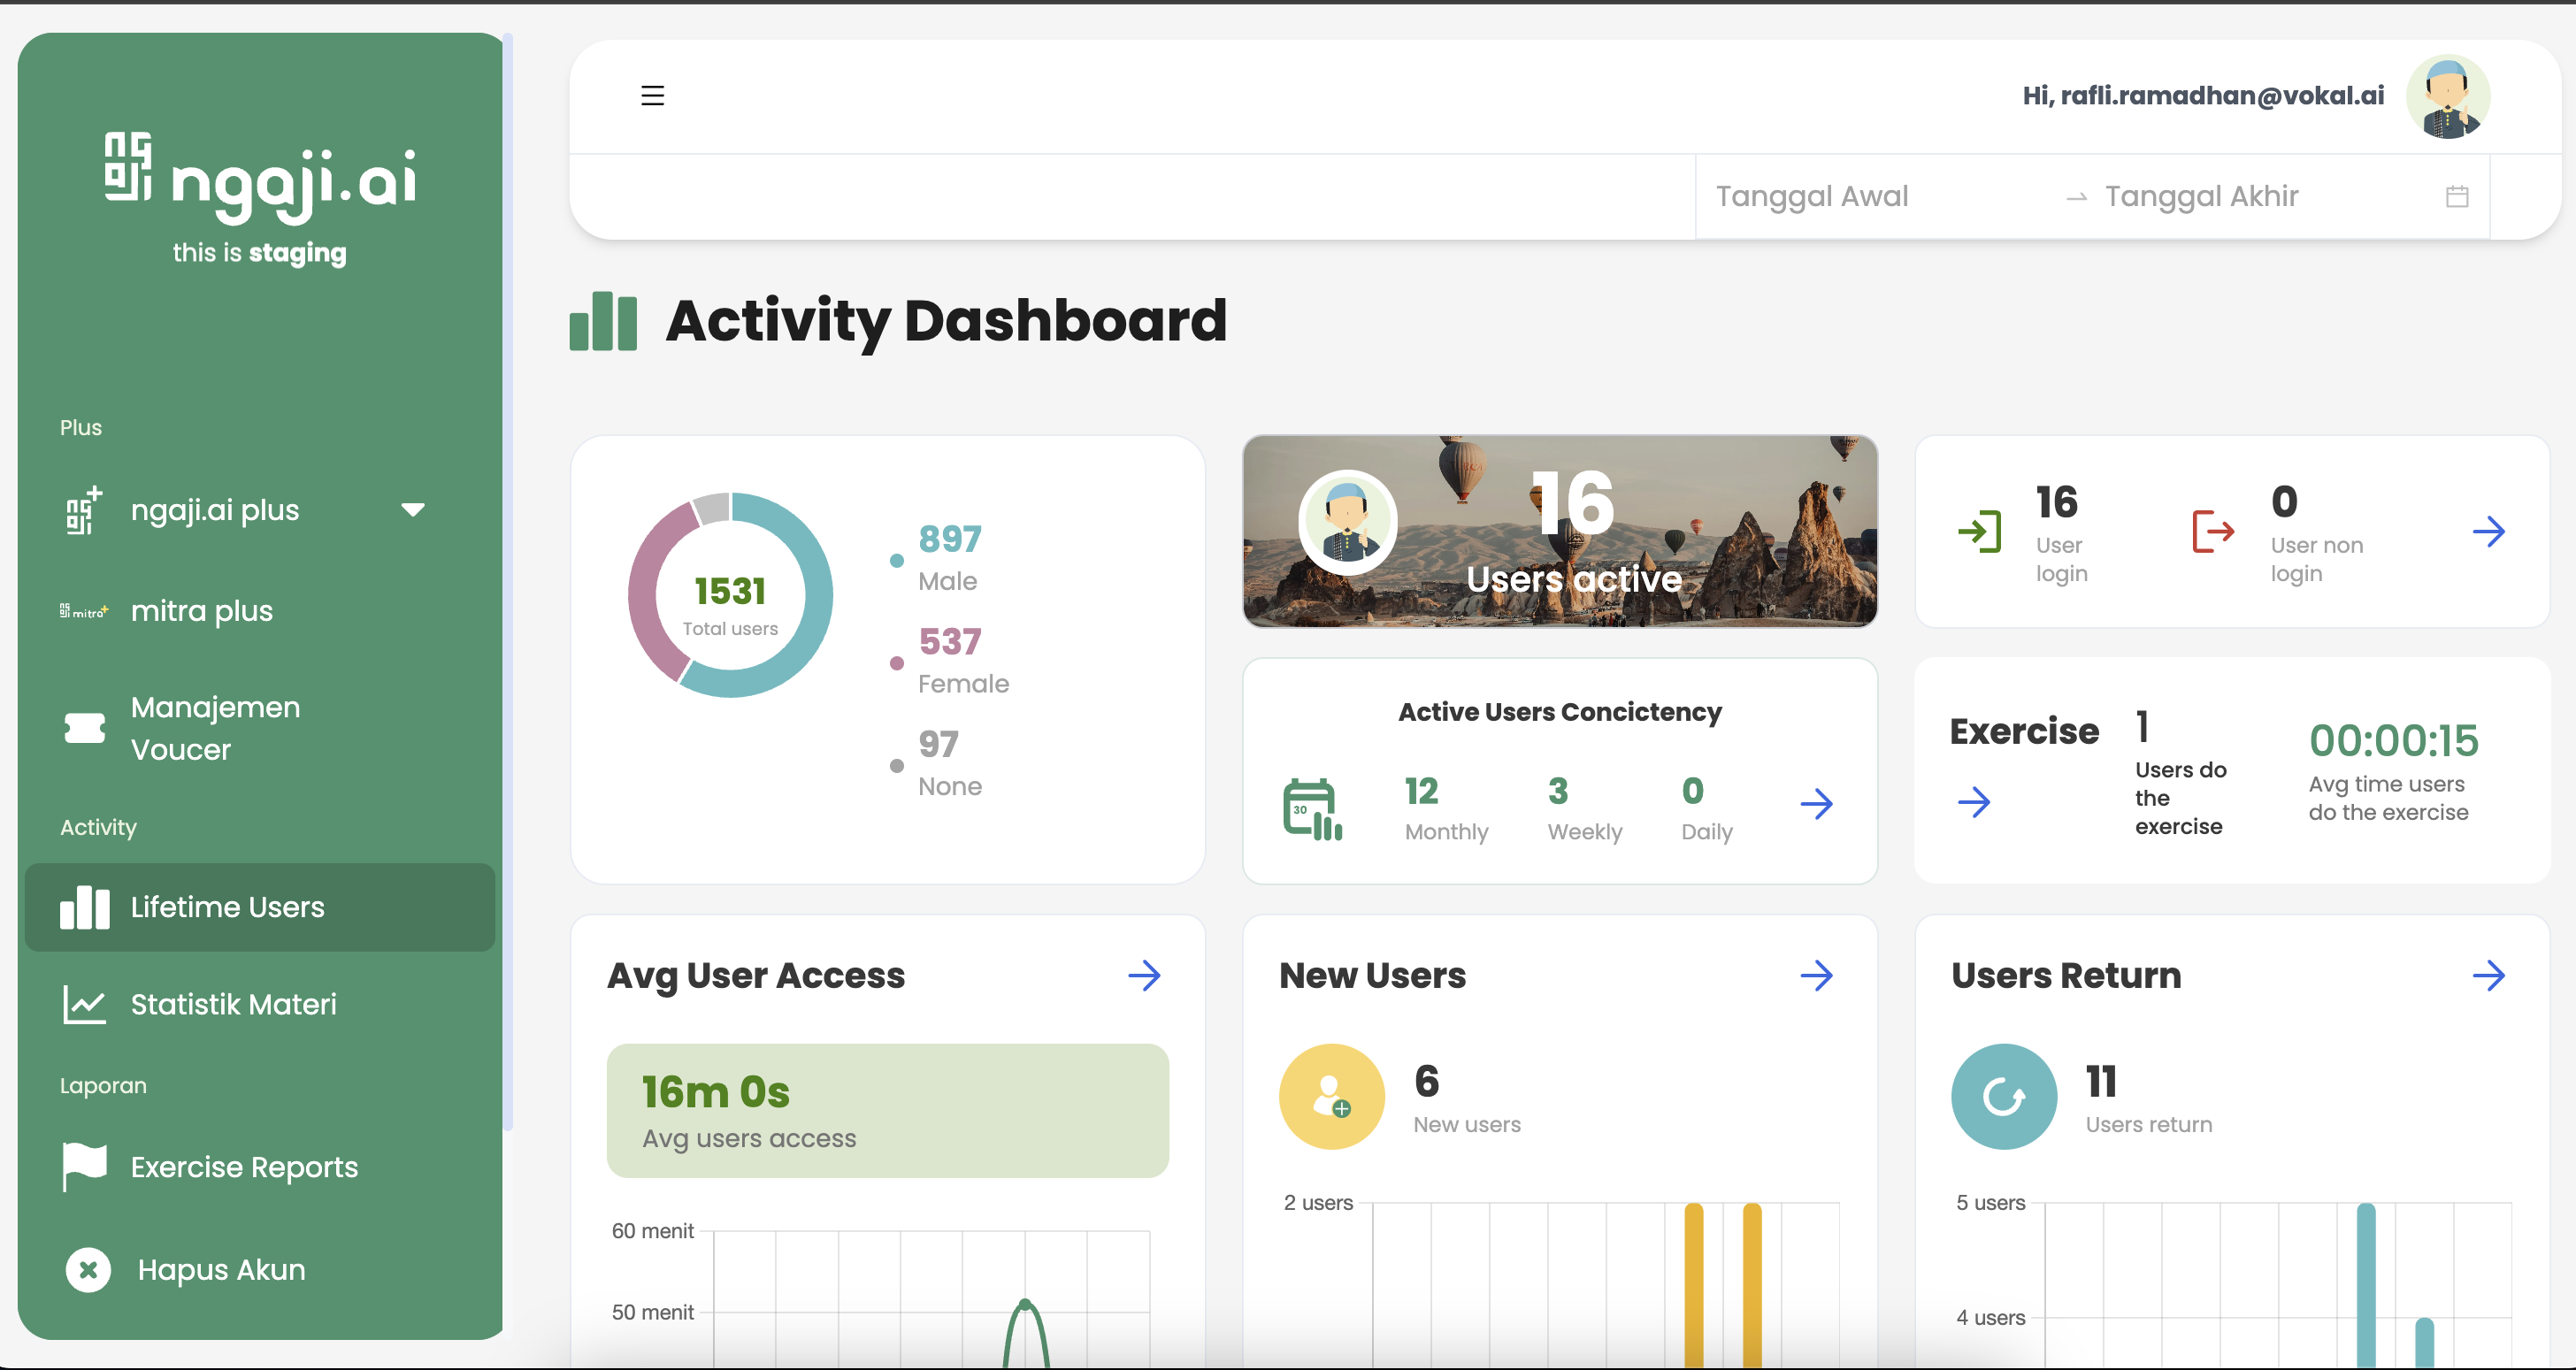 ngaji.ai
this is staging
Plus
ngaji.ai plus
mitra plus
Manajemen
Voucer
Activity
Lifetime Users
Statistik Materi
Laporan
Exercise Reports
Hapus Akun
Hi, rafli.ramadhan@vokal.ai
Tanggal Awal
Tanggal Akhir
Activity Dashboard
1531
Total users
897
Male
537
Female
97
None
16
Users active
16
User
login
0
User non
login
Active Users Concictency
30
12
Monthly
3
Weekly
0
Daily
Exercise
1
Users do
the
exercise
00:00:15
Avg time users
do the exercise
Avg User Access
16m 0s
Avg users access
60 menit
50 menit
New Users
6
New users
2 users
Users Return
11
Users return
5 users
4 users